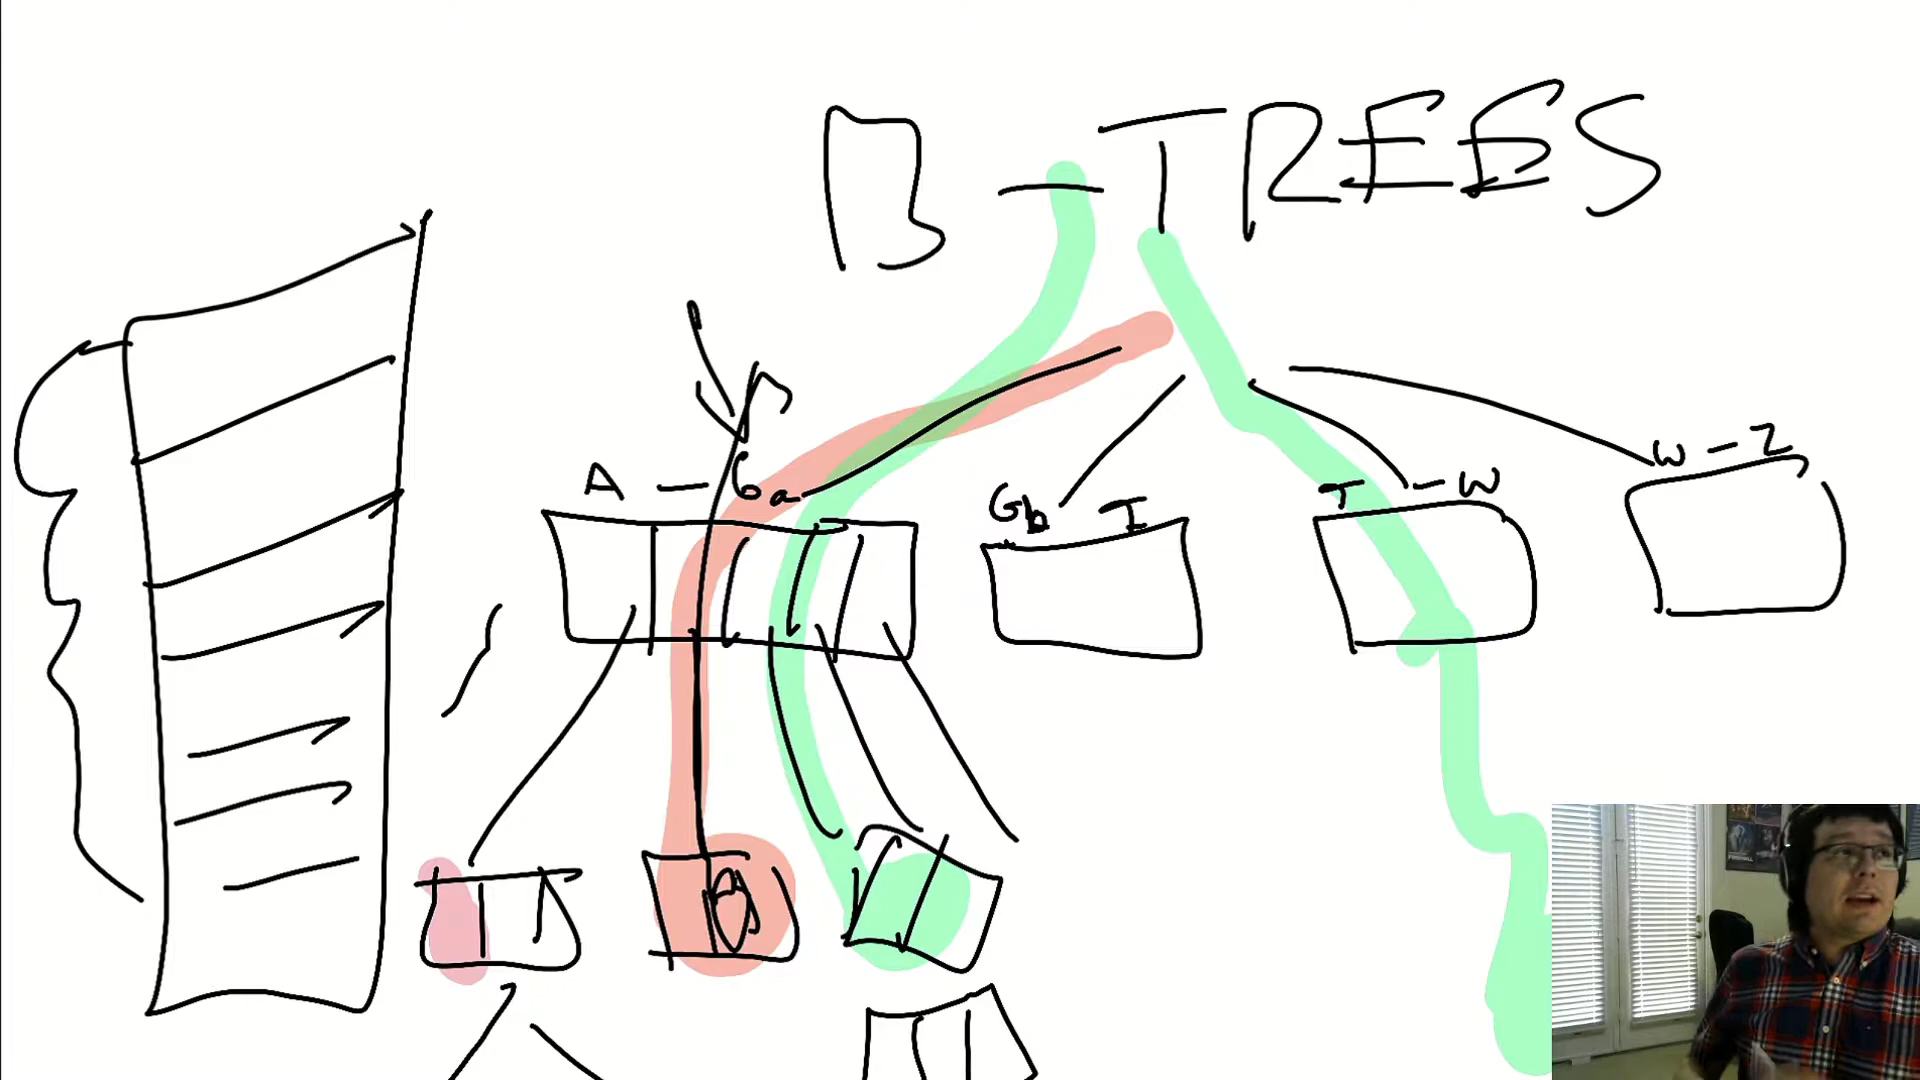 B-TREES
A - Ga
Gb I
T - W
W - Z